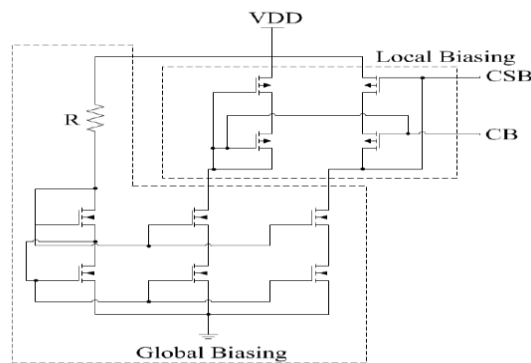 VDD
Local Biasing
CSB
R
CB
Global Biasing